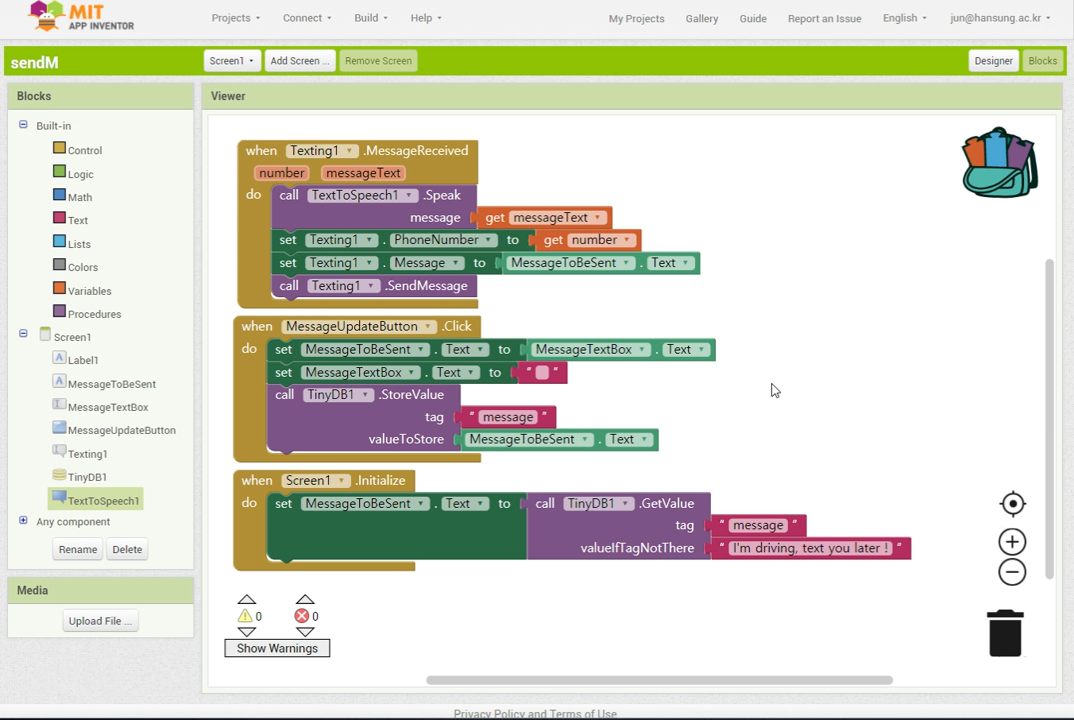 MIT
APP INVENTOR
Projects
Connect
Build
Help
My Projects
Gallery
Guide
Report an Issue
English
jun@hansung.ac.kr
sendM
Screen1
Add Screen ...
Remove Screen
Designer
Blocks
Blocks
Viewer
Built-in
Control
Logic
Math
Text
Lists
Colors
Variables
Procedures
Screen1
Label1
MessageToBeSent
MessageTextBox
MessageUpdateButton
Texting1
TinyDB1
TextToSpeech1
Any component
Rename
Delete
Media
Upload File ...
when Texting1 .MessageReceived
number messageText
do call TextToSpeech1 .Speak
message get messageText
set Texting1 . PhoneNumber to get number
set Texting1 . Message to MessageToBeSent . Text
call Texting1 .SendMessage
when MessageUpdateButton .Click
do set MessageToBeSent . Text to MessageTextBox . Text
set MessageTextBox . Text to " "
call TinyDB1 .StoreValue
tag " message "
valueToStore MessageToBeSent . Text
when Screen1 .Initialize
do set MessageToBeSent . Text to call TinyDB1 .GetValue
tag " message "
valueIfTagNotThere " I'm driving, text you later ! "
0 0
Show Warnings
Privacy Policy and Terms of Use